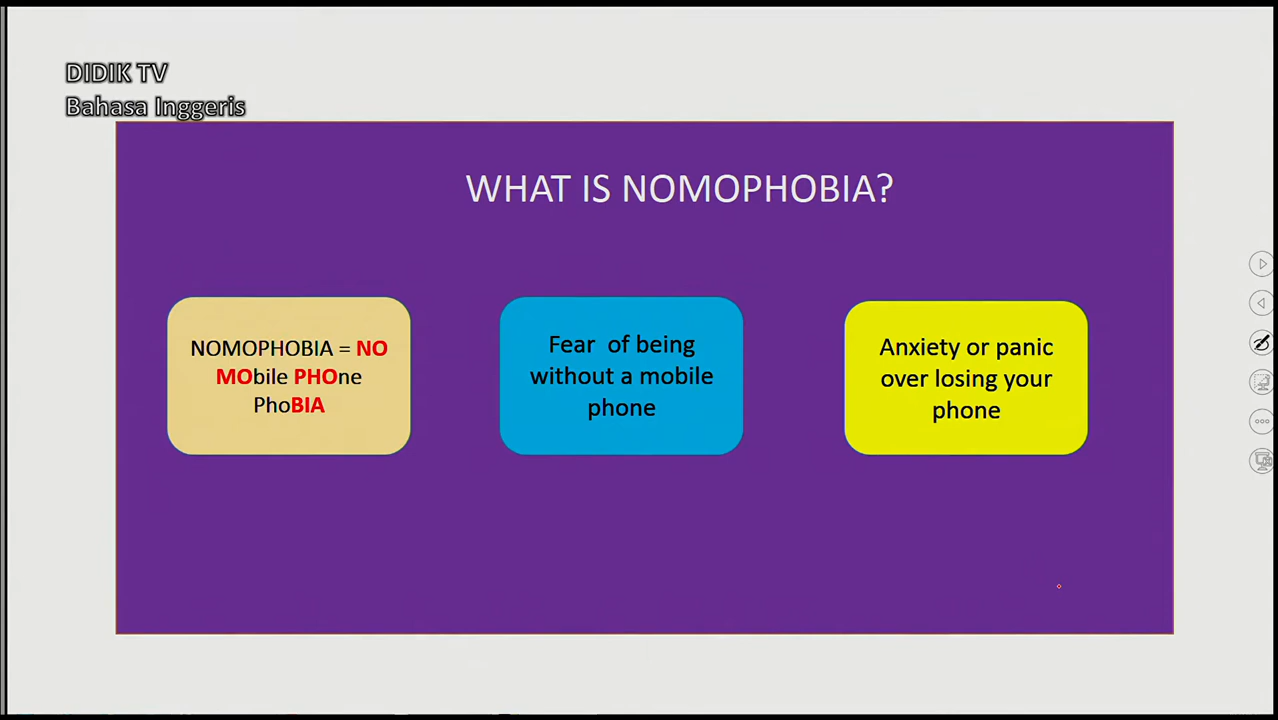 DIDIK TV
Bahasa Inggeris
WHAT IS NOMOPHOBIA?
NOMOPHOBIA = NO
MObile PHOne
PhoBIA
Fear of being
without a mobile
phone
Anxiety or panic
over losing your
phone